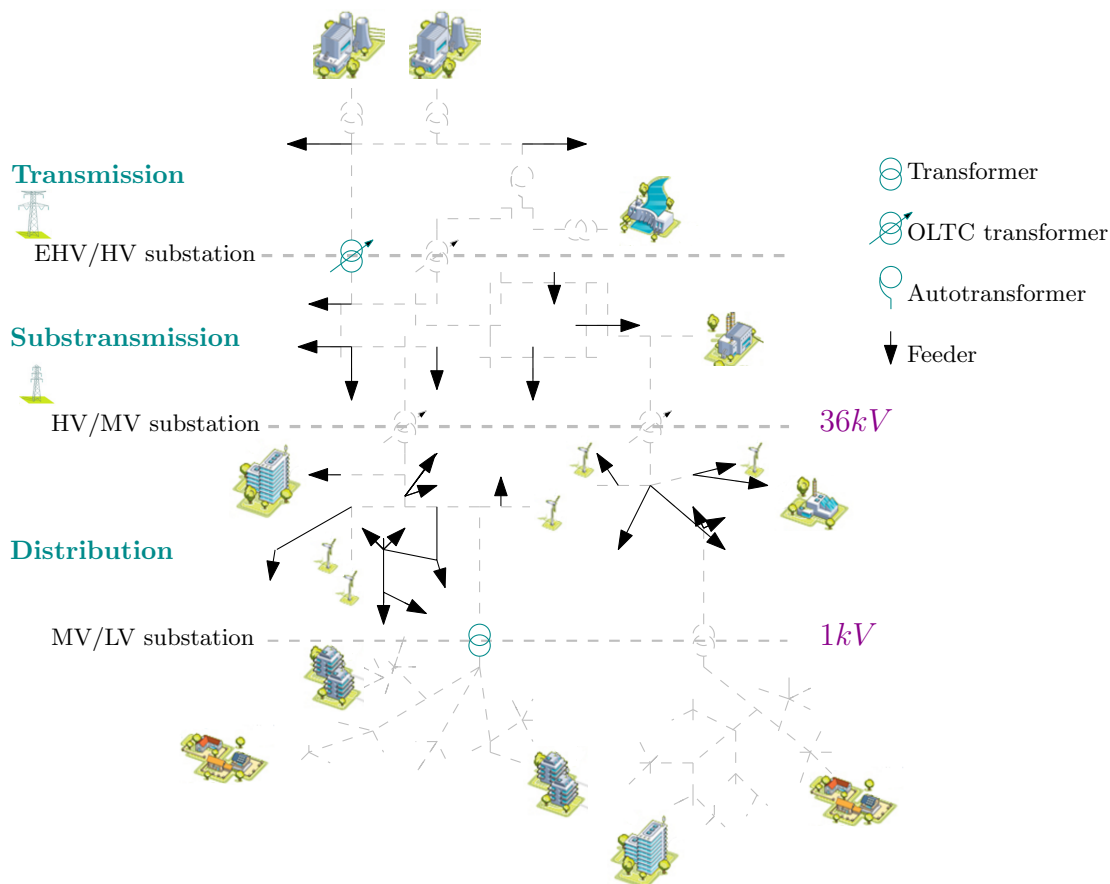 Transmission
Transformer
OLTC transformer
EHV/HV substation
Autotransformer
Substransmission
Feeder
HV/MV substation
36kV
Distribution
MV/LV substation
1kV